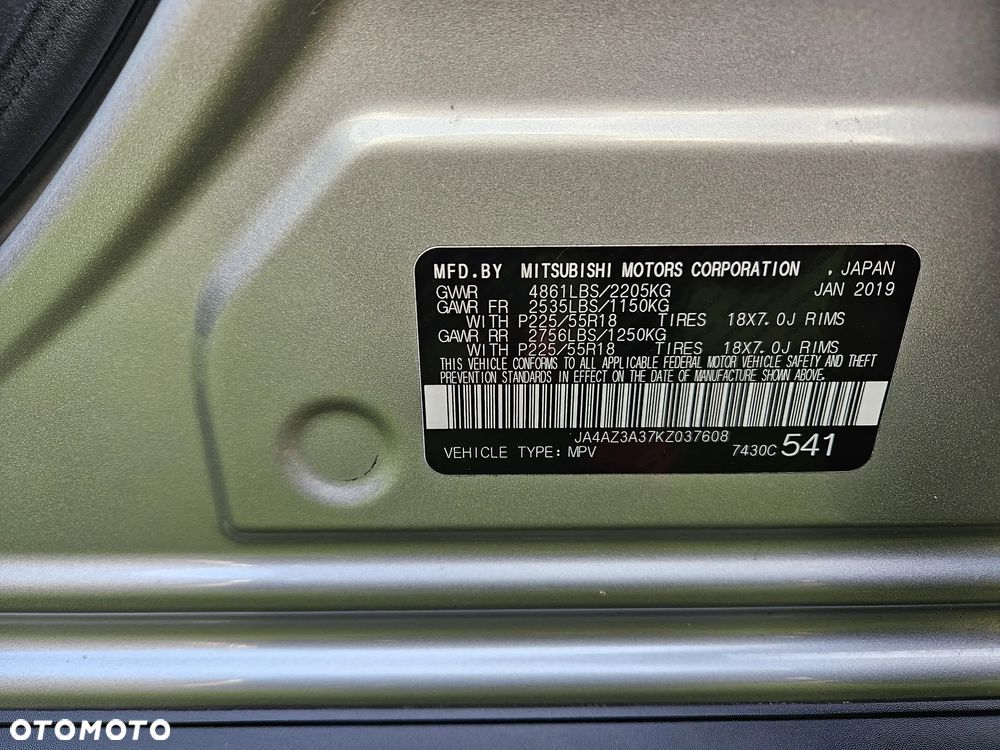 MFD.BY MITSUBISHI MOTORS CORPORATION , JAPAN
GVWR 4861LBS/2205KG JAN 2019
GAWR FR 2535LBS/1150KG
WITH P225/55R18 TIRES 18X7.0J RIMS
GAWR RR 2756LBS/1250KG
WITH P225/55R18 TIRES 18X7.0J RIMS
THIS VEHICLE CONFORMS TO ALL APPLICABLE FEDERAL MOTOR VEHICLE SAFETY AND THEFT
PREVENTION STANDARDS IN EFFECT ON THE DATE OF MANUFACTURE SHOWN ABOVE.
JA4AZ3A37KZ037608
VEHICLE TYPE: MPV 7430C 541
OTOMOTO